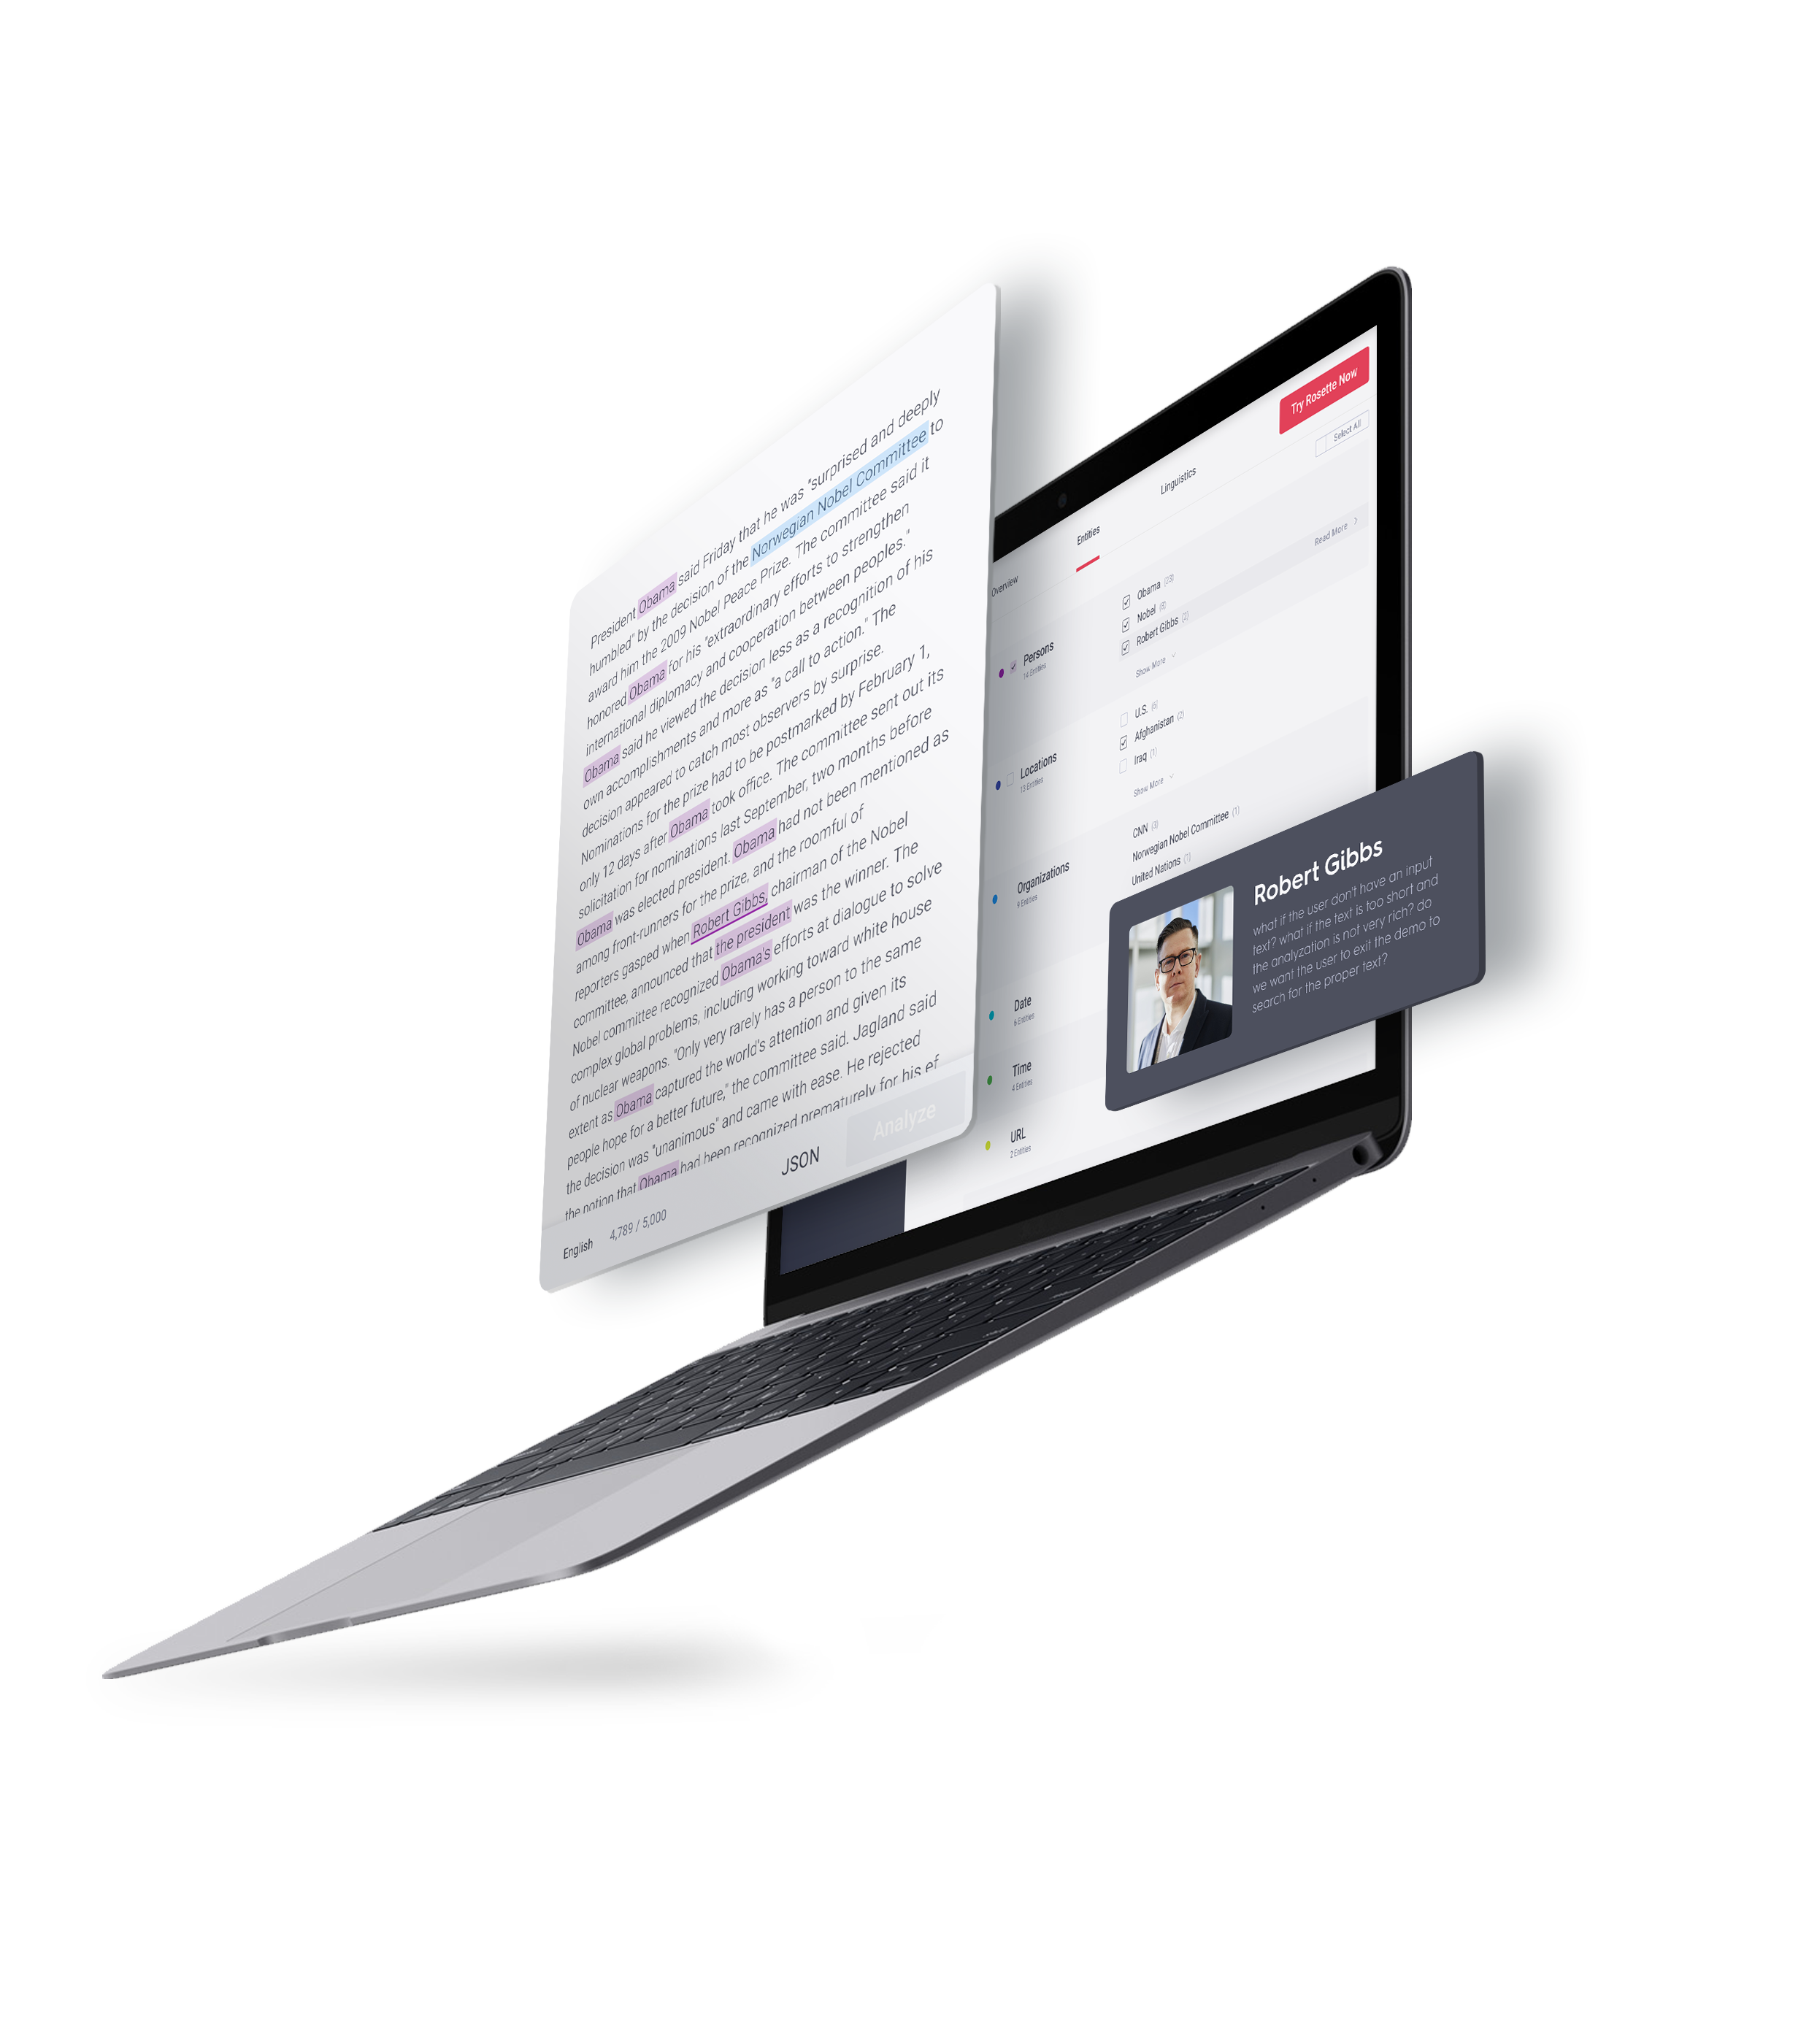 President Obama said Friday that he was "surprised and deeply
humbled" by the decision of the Norwegian Nobel Committee to
award him the 2009 Nobel Peace Prize. The committee said it
honored Obama for his "extraordinary efforts to strengthen
international diplomacy and cooperation between peoples."
Obama said he viewed the decision less as a recognition of his
own accomplishments and more as "a call to action." The
decision appeared to catch most observers by surprise.
Nominations for the prize had to be postmarked by February 1,
only 12 days after Obama took office. The committee sent out its
solicitation for nominations last September, two months before
Obama was elected president. Obama had not been mentioned as
among front-runners for the prize, and the roomful of
reporters gasped when Robert Gibbs, chairman of the Nobel
committee, announced that the president was the winner. The
Nobel committee recognized Obama's efforts at dialogue to solve
complex global problems, including working toward white house
of nuclear weapons. "Only very rarely has a person to the same
extent as Obama captured the world's attention and given its
people hope for a better future," the committee said. Jagland said
the decision was "unanimous" and came with ease. He rejected
the notion that Obama had been recognized prematurely for his ef
English
4,789 / 5,000
JSON
Analyze
Try Rosette Now
Select All
Overview
Entities
Linguistics
Persons
14 Entities
Obama (23)
Nobel (8)
Robert Gibbs (2)
Read More
Show More
Locations
13 Entities
U.S. (6)
Afghanistan (2)
Iraq (1)
Show More
Organizations
9 Entities
CNN (3)
Norwegian Nobel Committee (1)
United Nations (1)
Date
6 Entities
Time
4 Entities
URL
2 Entities
Robert Gibbs
what if the user don't have an input
text? what if the text is too short and
the analyzation is not very rich? do
we want the user to exit the demo to
search for the proper text?